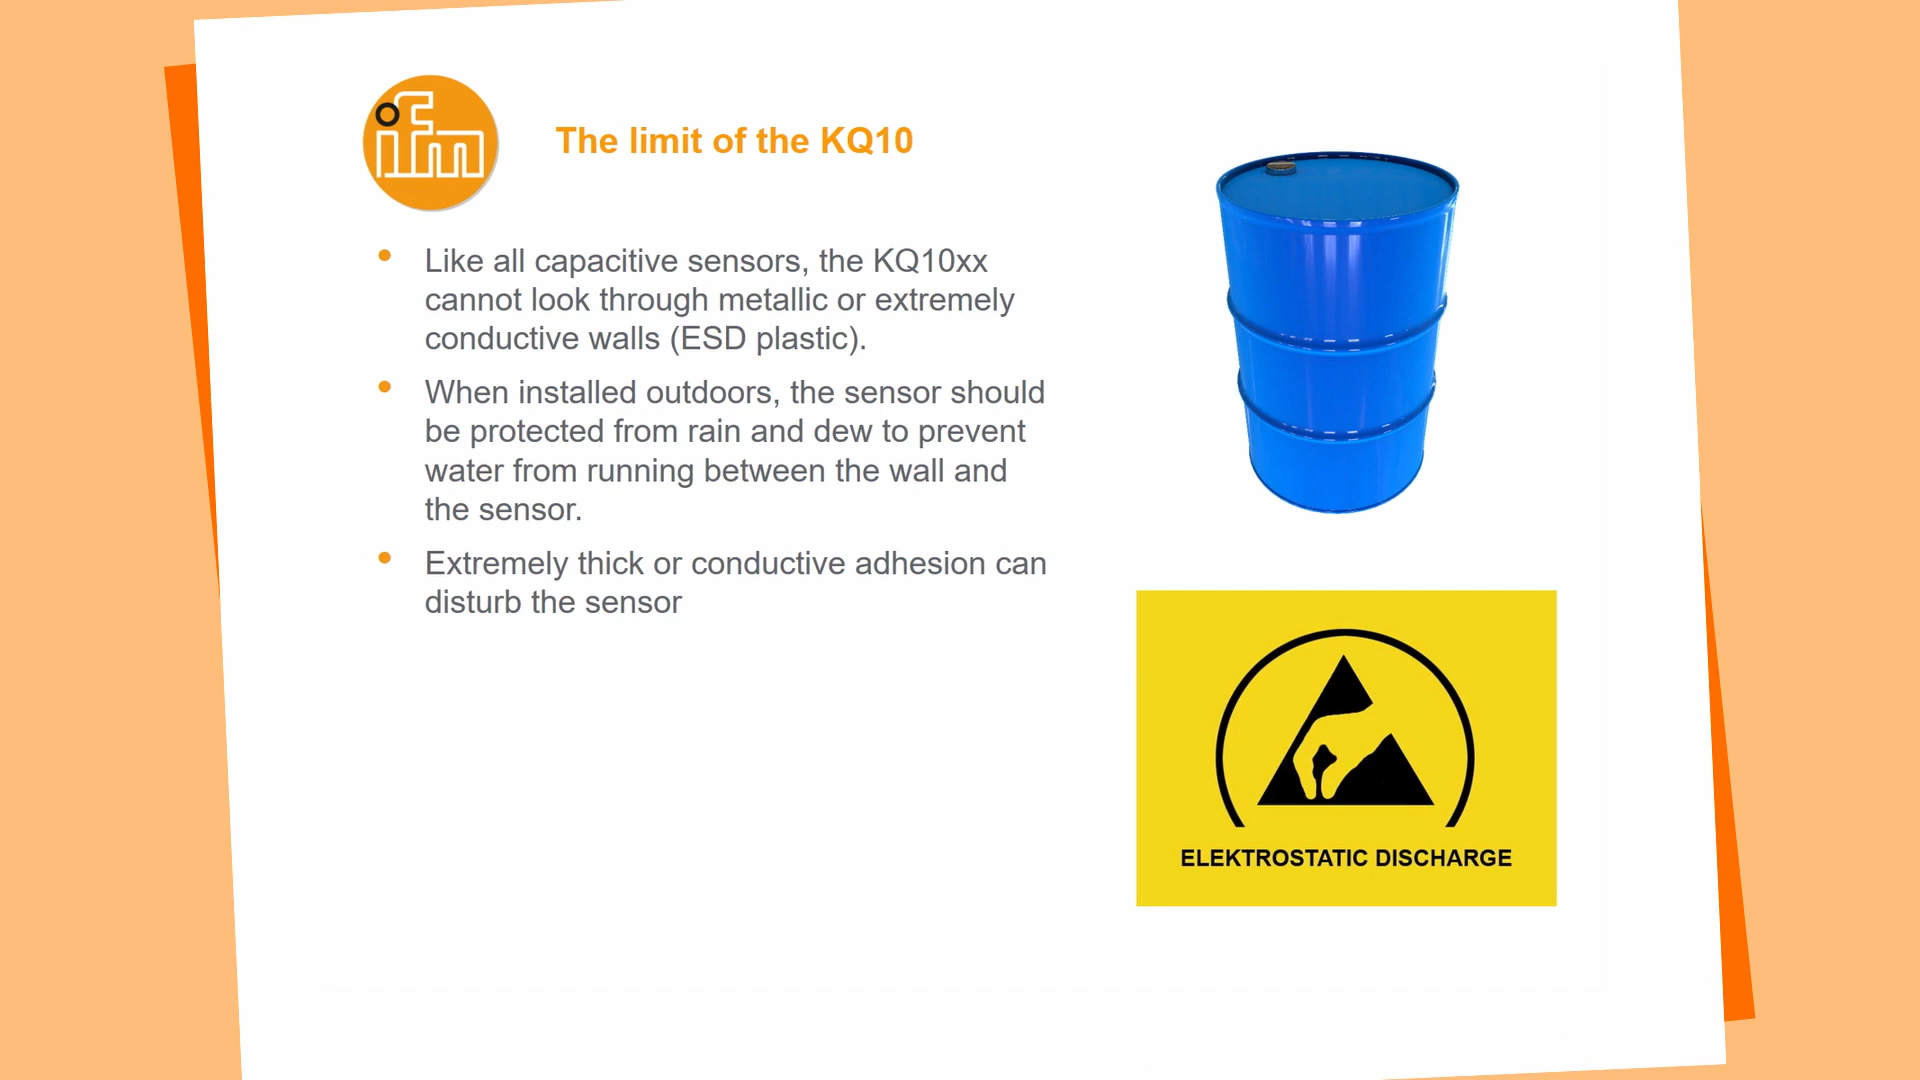 ifm
The limit of the KQ10
Like all capacitive sensors, the KQ10xx
cannot look through metallic or extremely
conductive walls (ESD plastic).
When installed outdoors, the sensor should
be protected from rain and dew to prevent
water from running between the wall and
the sensor.
Extremely thick or conductive adhesion can
disturb the sensor
ELEKTROSTATIC DISCHARGE